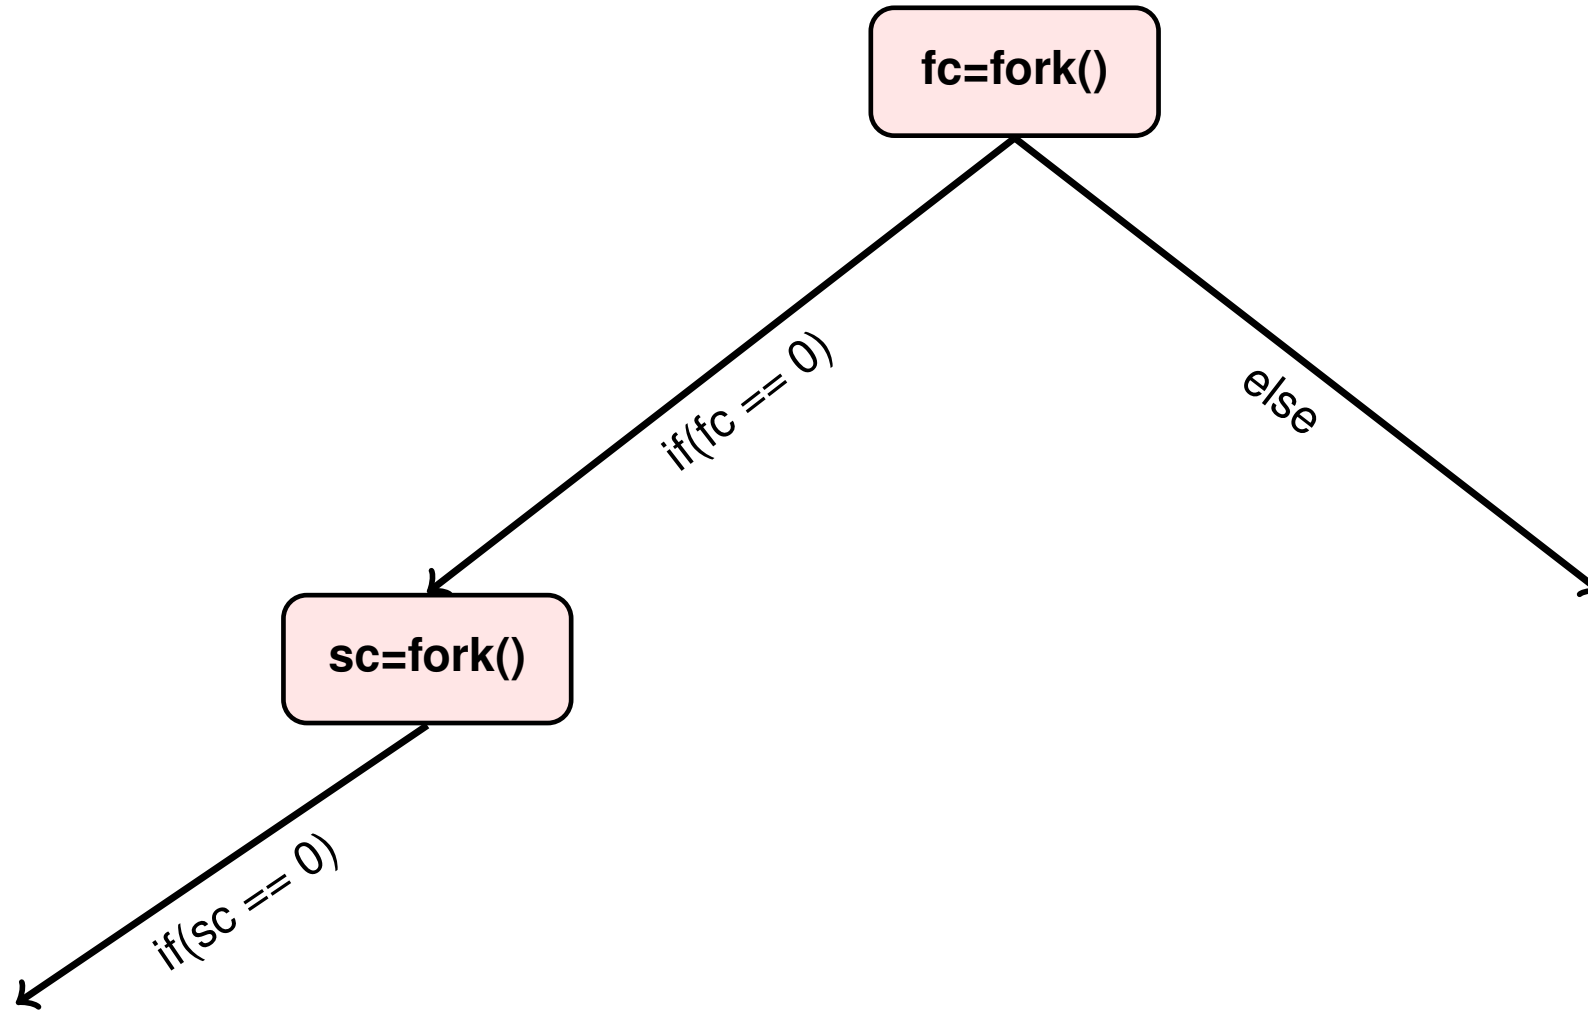 fc=fork()
if(fc == 0)
else
sc=fork()
if(sc == 0)